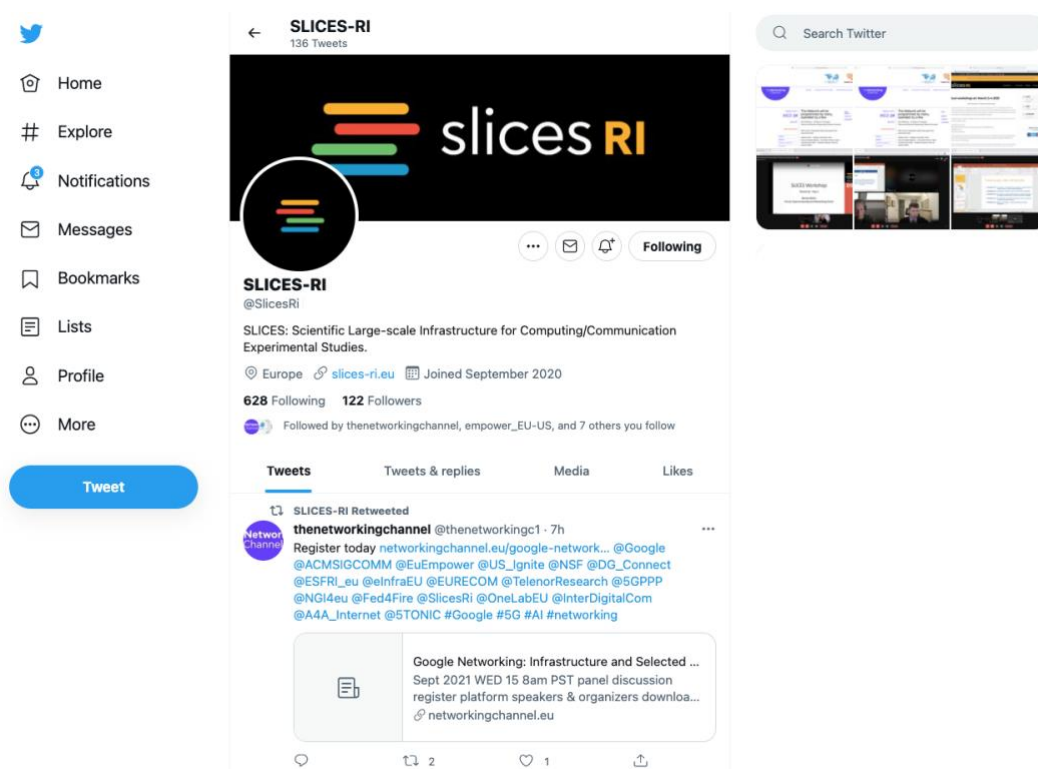 Home
Explore
3
Notifications
Messages
Bookmarks
Lists
Profile
More
Tweet
SLICES-RI
136 Tweets
slices RI
Following
SLICES-RI
@SlicesRi
SLICES: Scientific Large-scale Infrastructure for Computing/Communication
Experimental Studies.
Europe slices-ri.eu Joined September 2020
628 Following 122 Followers
Followed by thenetworkingchannel, empower_EU-US, and 7 others you follow
Tweets Tweets & replies Media Likes
SLICES-RI Retweeted
thenetworkingchannel @thenetworkingc1 · 7h
Register today networkingchannel.eu/google-network... @Google
@ACMSIGCOMM @EuEmpower @US_Ignite @NSF @DG_Connect
@ESFRI_eu @eInfraEU @EURECOM @TelenorResearch @5GPPP
@NGI4eu @Fed4Fire @SlicesRi @OneLabEU @InterDigitalCom
@A4A_Internet @5TONIC #Google #5G #AI #networking
Google Networking: Infrastructure and Selected ...
Sept 2021 WED 15 8am PST panel discussion
register platform speakers & organizers downloa...
networkingchannel.eu
2 1
Search Twitter
SLICES Workshop